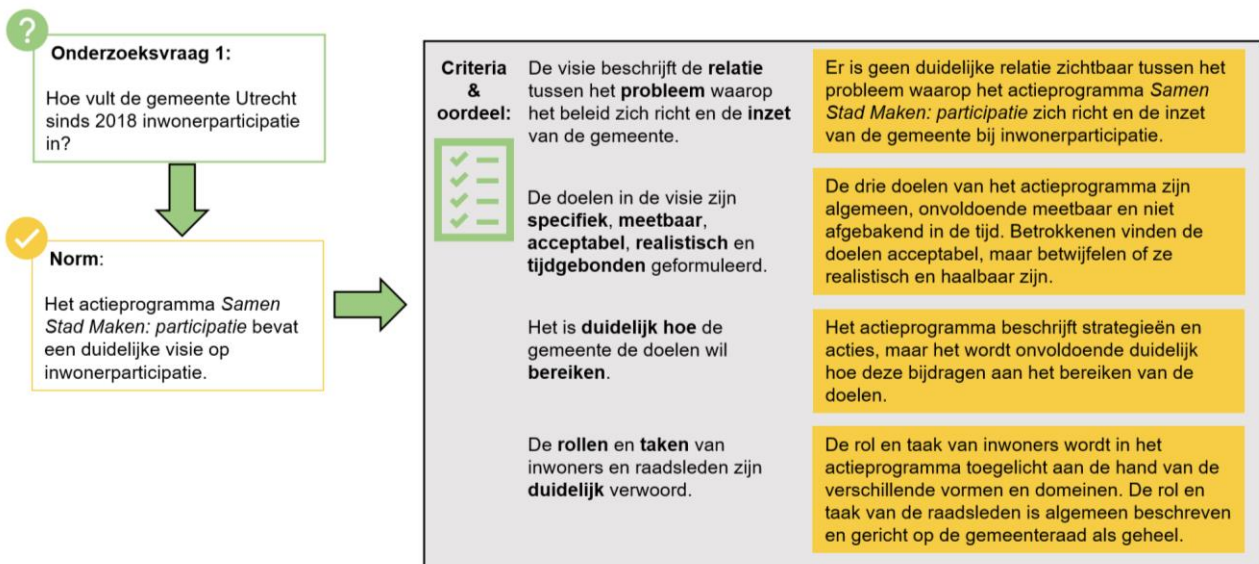 Onderzoeksvraag 1:
Hoe vult de gemeente Utrecht
sinds 2018 inwonerparticipatie
in?
Norm:
Het actieprogramma Samen
Stad Maken: participatie bevat
een duidelijke visie op
inwonerparticipatie.
Criteria
&
oordeel:
De visie beschrijft de relatie
tussen het probleem waarop
het beleid zich richt en de inzet
van de gemeente.
Er is geen duidelijke relatie zichtbaar tussen het
probleem waarop het actieprogramma Samen
Stad Maken: participatie zich richt en de inzet
van de gemeente bij inwonerparticipatie.
De doelen in de visie zijn
specifiek, meetbaar,
acceptabel, realistisch en
tijdgebonden geformuleerd.
De drie doelen van het actieprogramma zijn
algemeen, onvoldoende meetbaar en niet
afgebakend in de tijd. Betrokkenen vinden de
doelen acceptabel, maar betwijfelen of ze
realistisch en haalbaar zijn.
Het is duidelijk hoe de
gemeente de doelen wil
bereiken.
Het actieprogramma beschrijft strategieën en
acties, maar het wordt onvoldoende duidelijk
hoe deze bijdragen aan het bereiken van de
doelen.
De rollen en taken van
inwoners en raadsleden zijn
duidelijk verwoord.
De rol en taak van inwoners wordt in het
actieprogramma toegelicht aan de hand van de
verschillende vormen en domeinen. De rol en
taak van de raadsleden is algemeen beschreven
en gericht op de gemeenteraad als geheel.